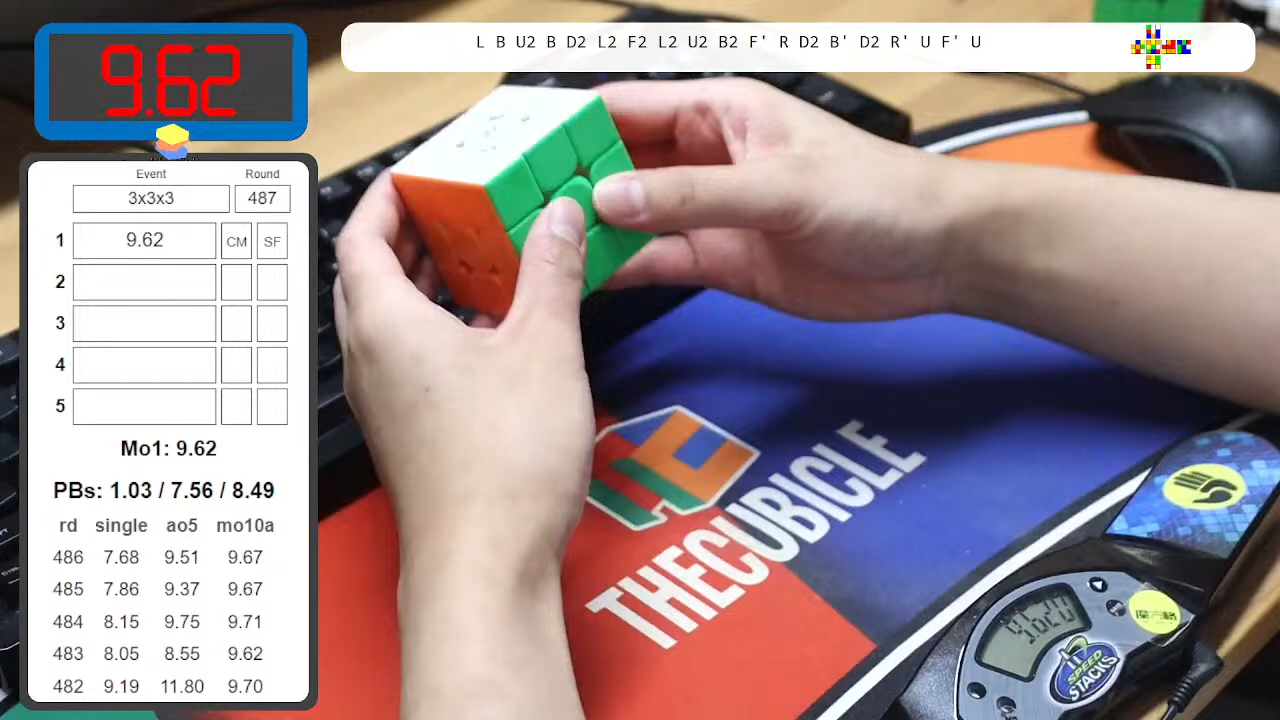 9.62
L B U2 B D2 L2 F2 L2 U2 B2 F' R D2 B' D2 R' U F' U
Event Round
3x3x3 487
1 9.62 CM SF
2
3
4
5
Mo1: 9.62
PBs: 1.03 / 7.56 / 8.49
rd single ao5 mo10a
486 7.68 9.51 9.67
485 7.86 9.37 9.67
484 8.15 9.75 9.71
483 8.05 8.55 9.62
482 9.19 11.80 9.70
THECUBICLE
9.620
SPEED
STACKS